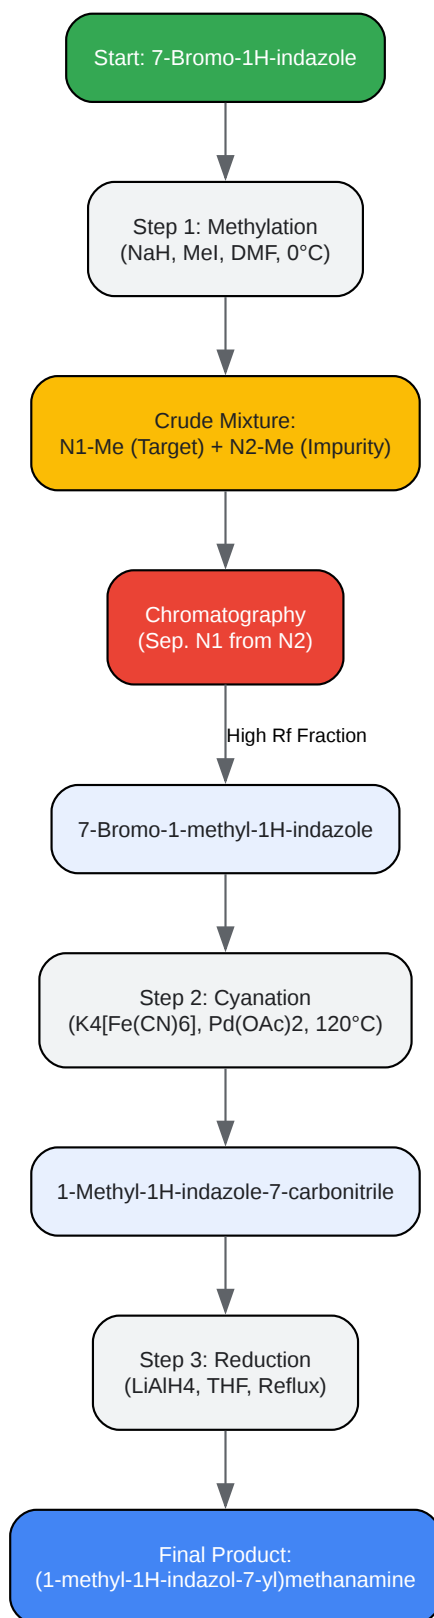 Start: 7-Bromo-1H-indazole
Step 1: Methylation
(NaH, MeI, DMF, 0°C)
Crude Mixture:
N1-Me (Target) + N2-Me (Impurity)
Chromatography
(Sep. N1 from N2)
High Rf Fraction
7-Bromo-1-methyl-1H-indazole
Step 2: Cyanation
(K4[Fe(CN)6], Pd(OAc)2, 120°C)
1-Methyl-1H-indazole-7-carbonitrile
Step 3: Reduction
(LiAlH4, THF, Reflux)
Final Product:
(1-methyl-1H-indazol-7-yl)methanamine